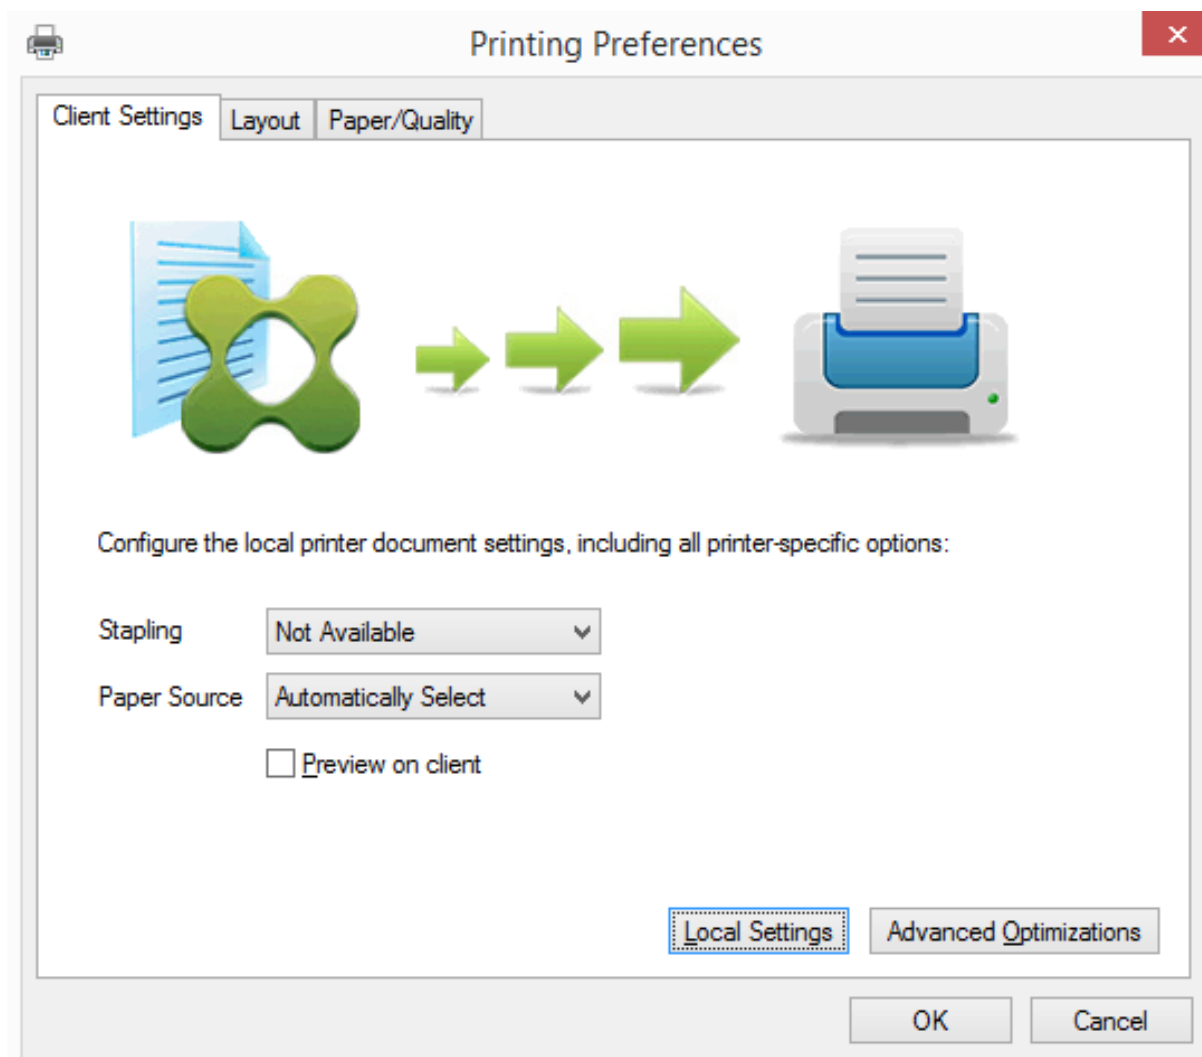 Printing Preferences
Client Settings
Layout
Paper/Quality
Configure the local printer document settings, including all printer-specific options:
Stapling
Not Available
Paper Source
Automatically Select
Preview on client
Local Settings
Advanced Optimizations
OK
Cancel